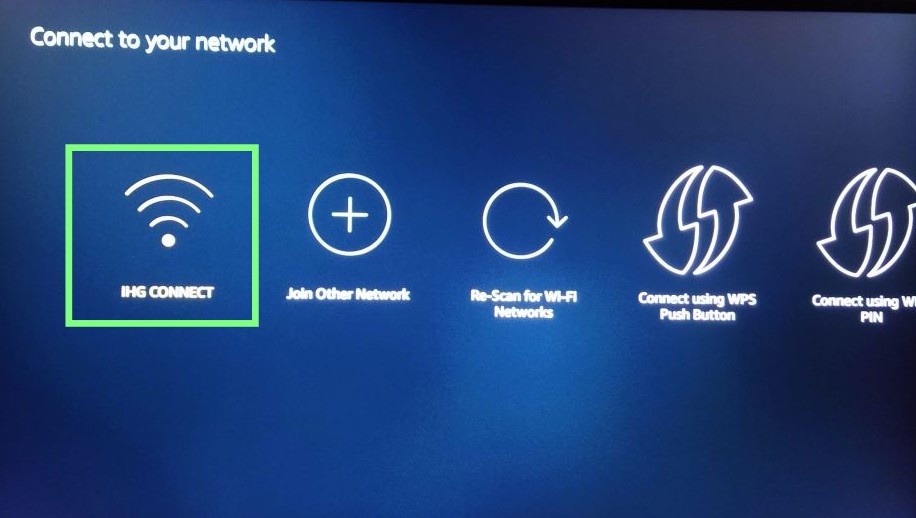 Connect to your network
IHG CONNECT
Join Other Network
Re-Scan for Wi-Fi
Networks
Connect using WPS
Push Button
Connect using
PIN